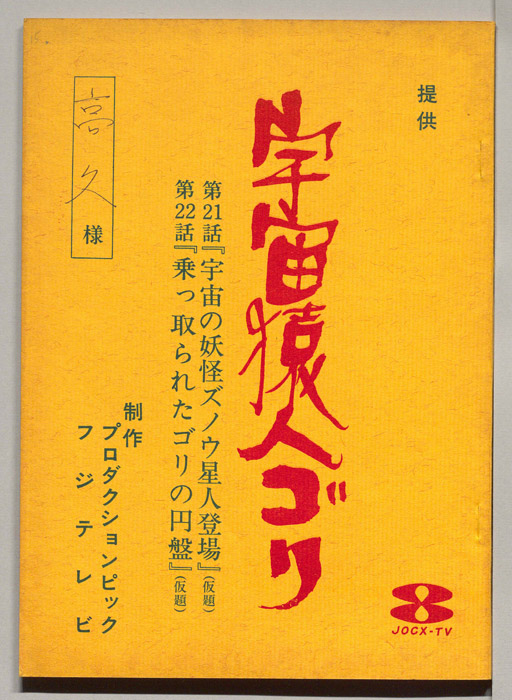 提供
宇宙猿人ゴリ
第21話『宇宙の妖怪ズノウ星人登場』(仮題)
第22話『乗っ取られたゴリの円盤』(仮題)
制作
プロダクションピック
フジテレビ
高久様
JOCX-TV